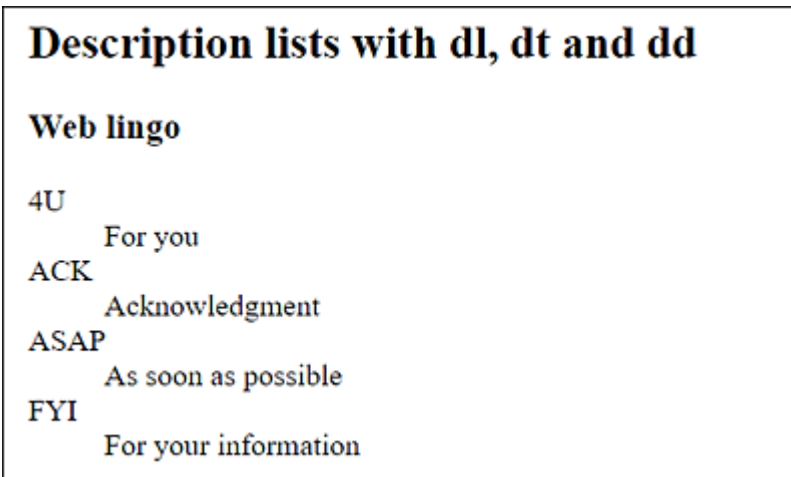 Description lists with dl, dt and dd
Web lingo
4U
For you
ACK
Acknowledgment
ASAP
As soon as possible
FYI
For your information